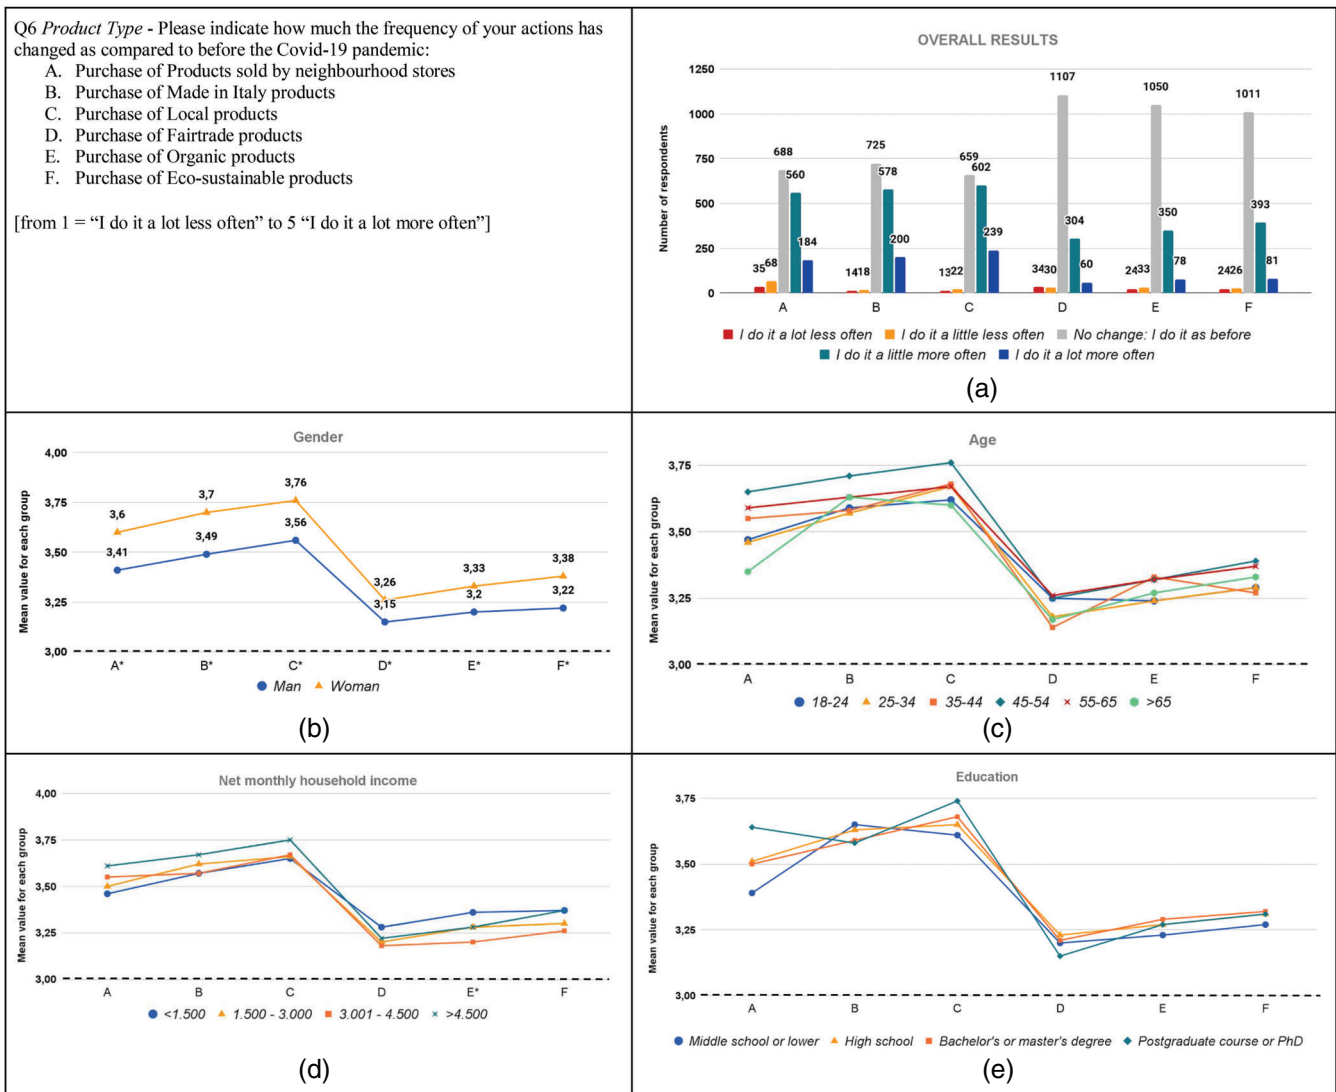 Q6 Product Type - Please indicate how much the frequency of your actions has
changed as compared to before the Covid-19 pandemic:
A. Purchase of Products sold by neighbourhood stores
B. Purchase of Made in Italy products
C. Purchase of Local products
D. Purchase of Fairtrade products
E. Purchase of Organic products
F. Purchase of Eco-sustainable products
[from 1 = “I do it a lot less often” to 5 “I do it a lot more often”]
OVERALL RESULTS
Number of respondents
1250
1000
750
500
250
0
35 68 688 560 184
14 18 725 578 200
13 22 659 602 239
34 30 1107 304 60
24 33 1050 350 78
24 26 1011 393 81
A B C D E F
I do it a lot less often I do it a little less often No change: I do it as before
I do it a little more often I do it a lot more often
(a)
Gender
Mean value for each group
4,00
3,75
3,50
3,25
3,00
3,6 3,7 3,76 3,26 3,33 3,38
3,41 3,49 3,56 3,15 3,2 3,22
A* B* C* D* E* F*
Man Woman
(b)
Age
Mean value for each group
3,75
3,50
3,25
3,00
A B C D E F
18-24 25-34 35-44 45-54 55-65 >65
(c)
Net monthly household income
Mean value for each group
4,00
3,75
3,50
3,25
3,00
A B C D E* F
<1.500 1.500 - 3.000 3.001 - 4.500 >4.500
(d)
Education
Mean value for each group
3,75
3,50
3,25
3,00
A B C D E F
Middle school or lower High school Bachelor's or master's degree Postgraduate course or PhD
(e)